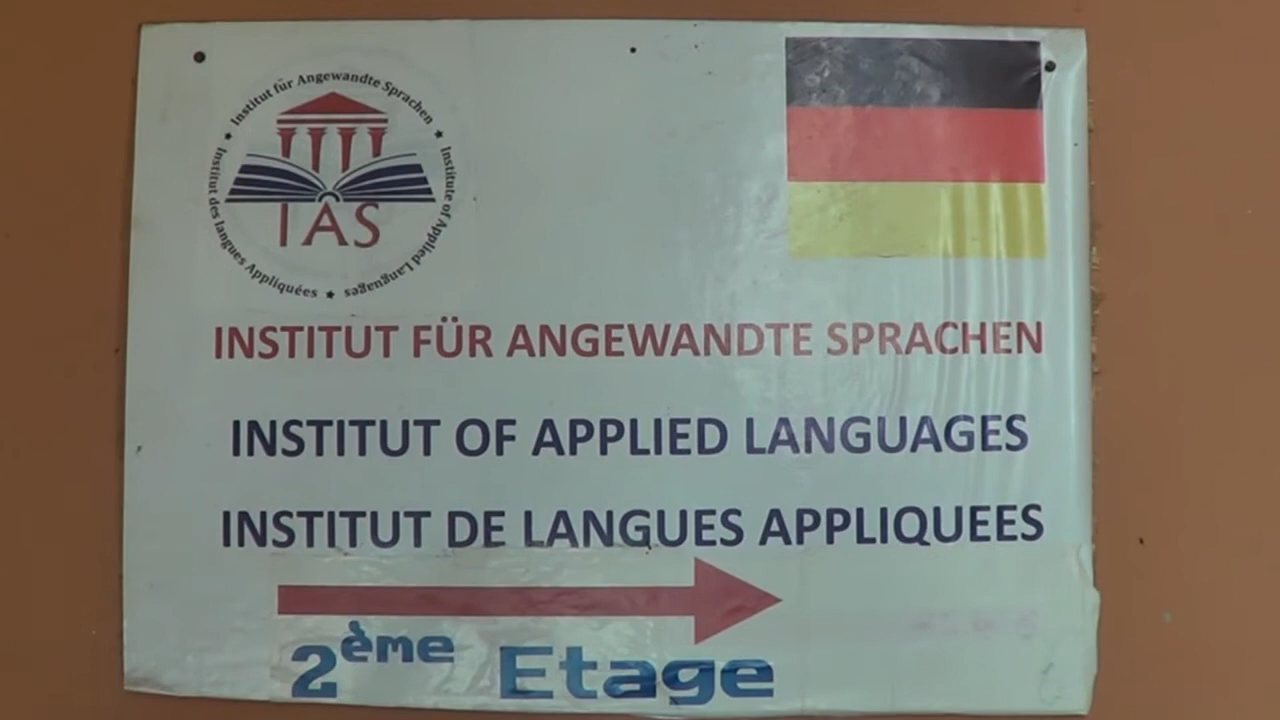 Institut für Angewandte Sprachen
Institute of Applied Languages
Institut des langues Appliquées
IAS
INSTITUT FÜR ANGEWANDTE SPRACHEN
INSTITUT OF APPLIED LANGUAGES
INSTITUT DE LANGUES APPLIQUEES
2ème Etage